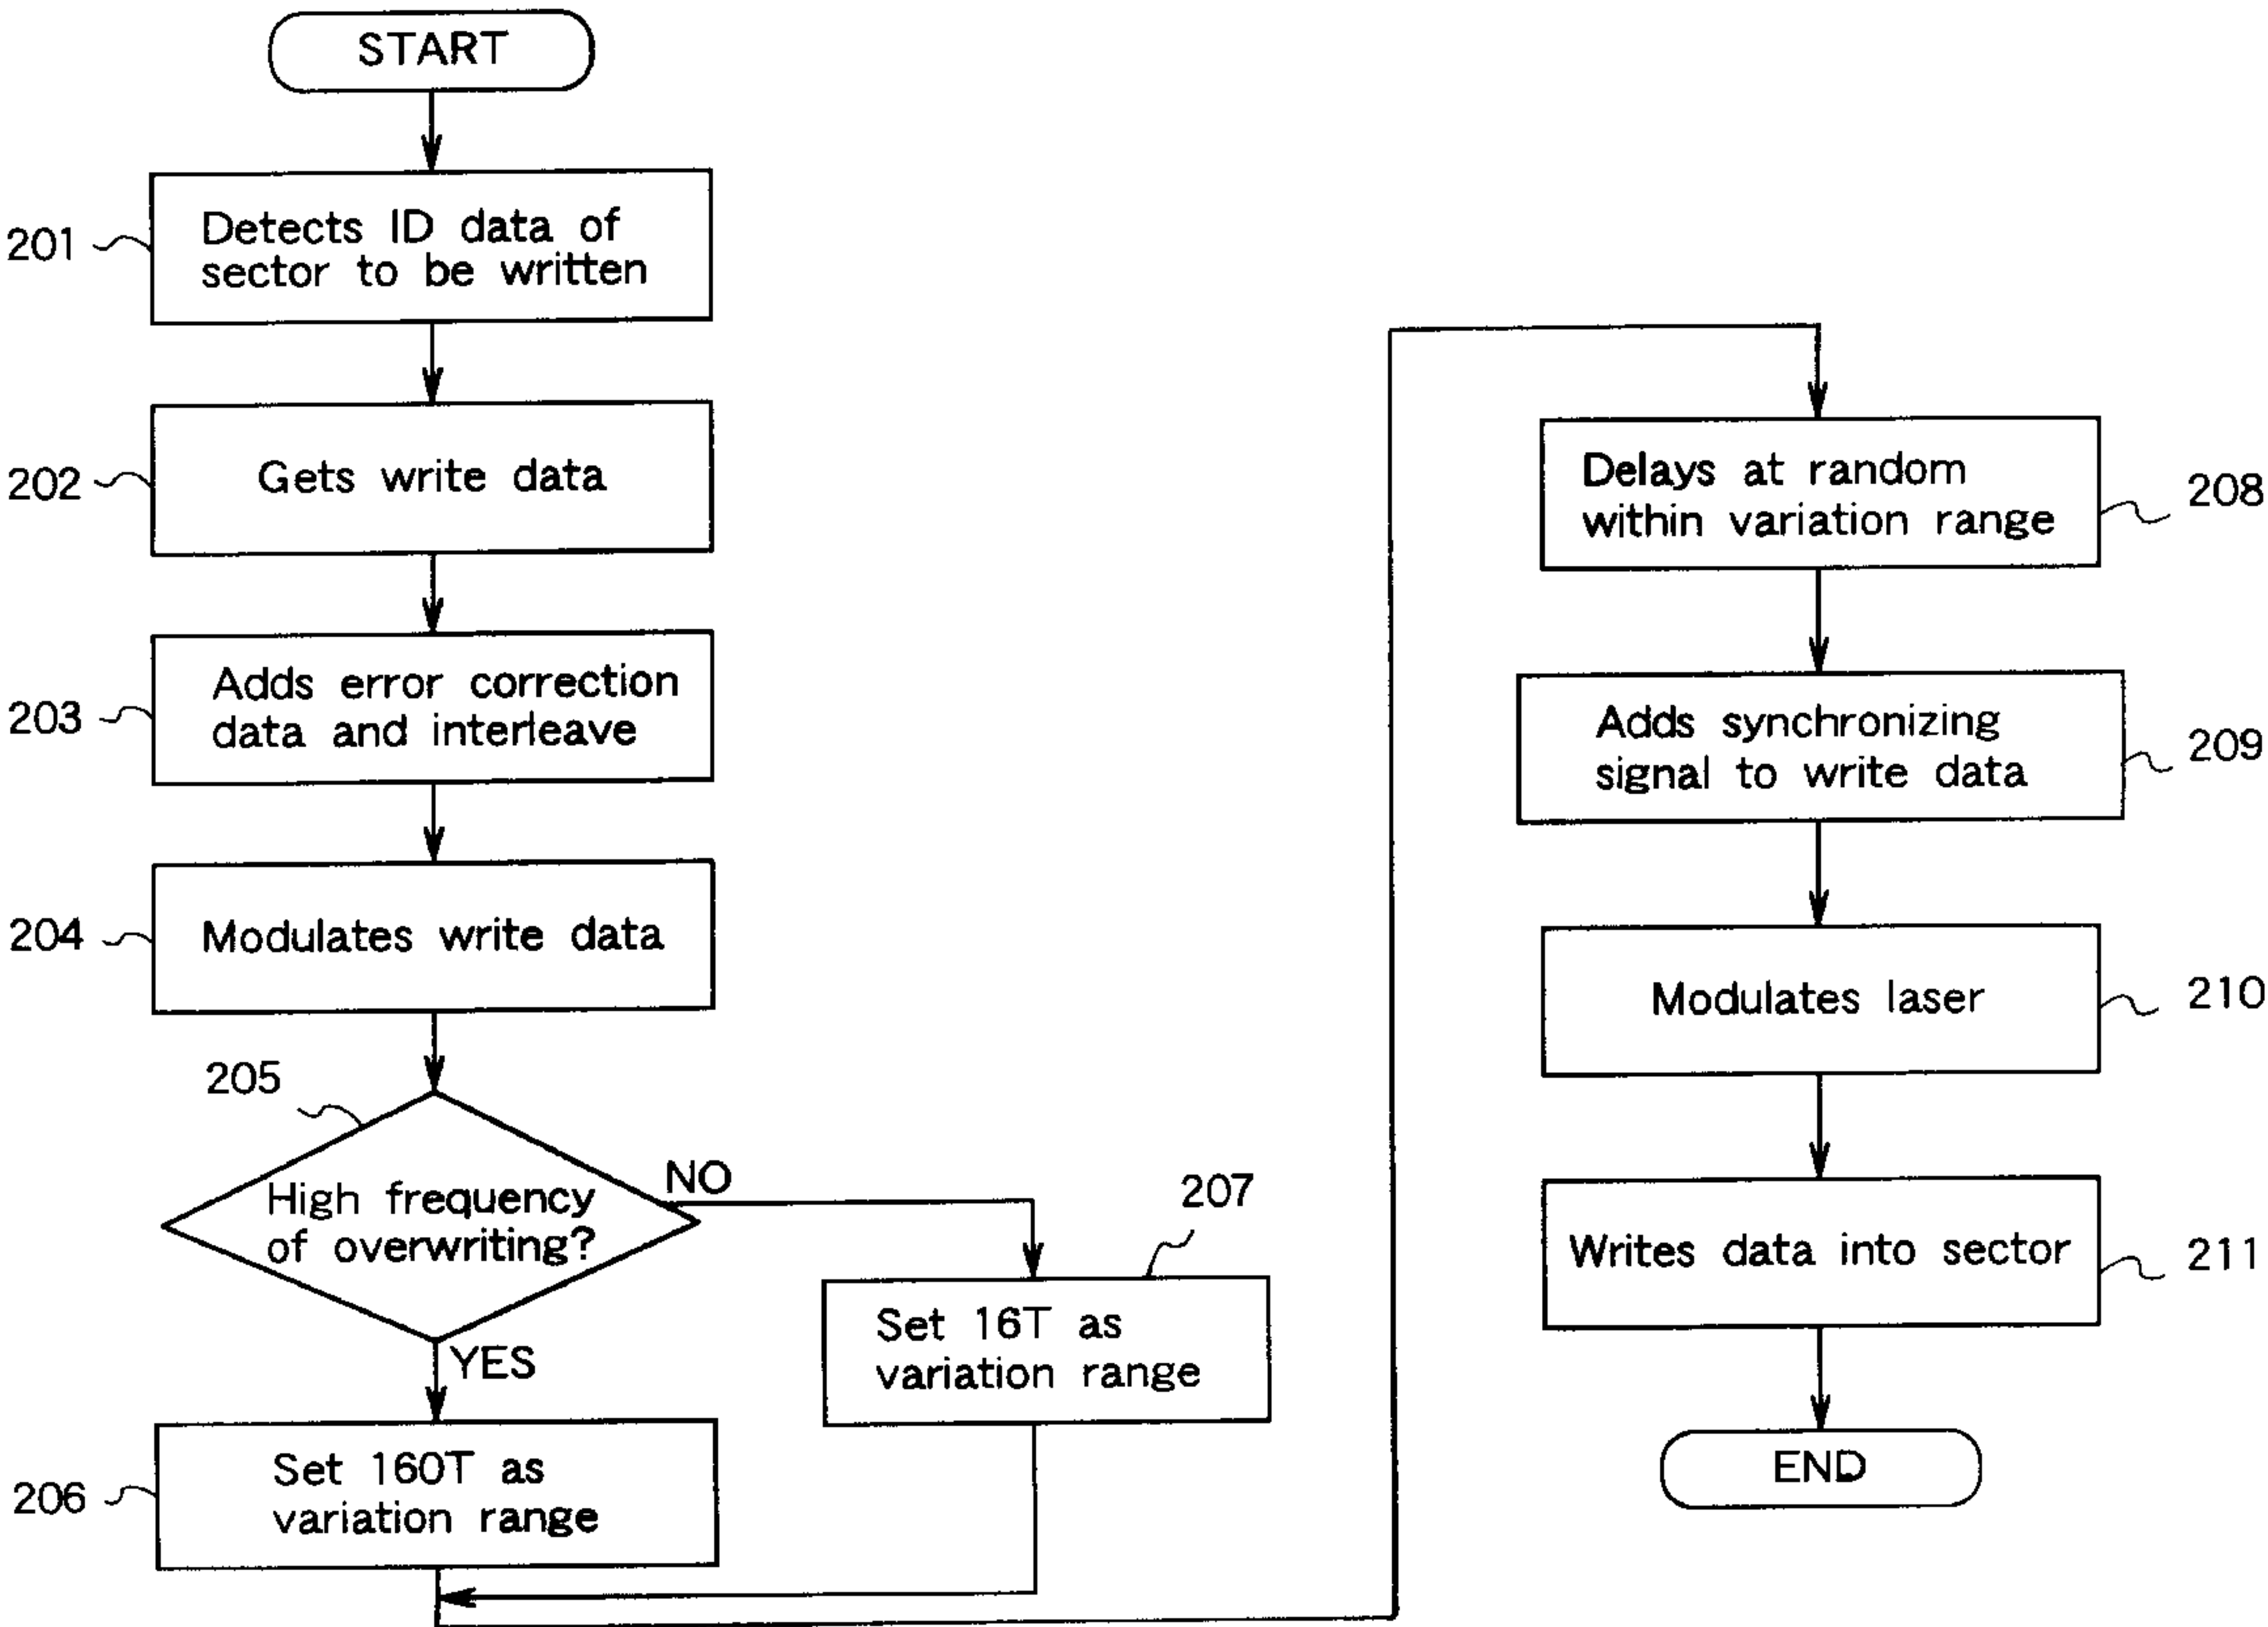 START
201
Detects ID data of
sector to be written
202
Gets write data
203
Adds error correction
data and interleave
204
Modulates write data
205
High frequency
of overwriting?
NO
YES
207
Set 16T as
variation range
206
Set 160T as
variation range
Delays at random
within variation range
208
Adds synchronizing
signal to write data
209
Modulates laser
210
Writes data into sector
211
END